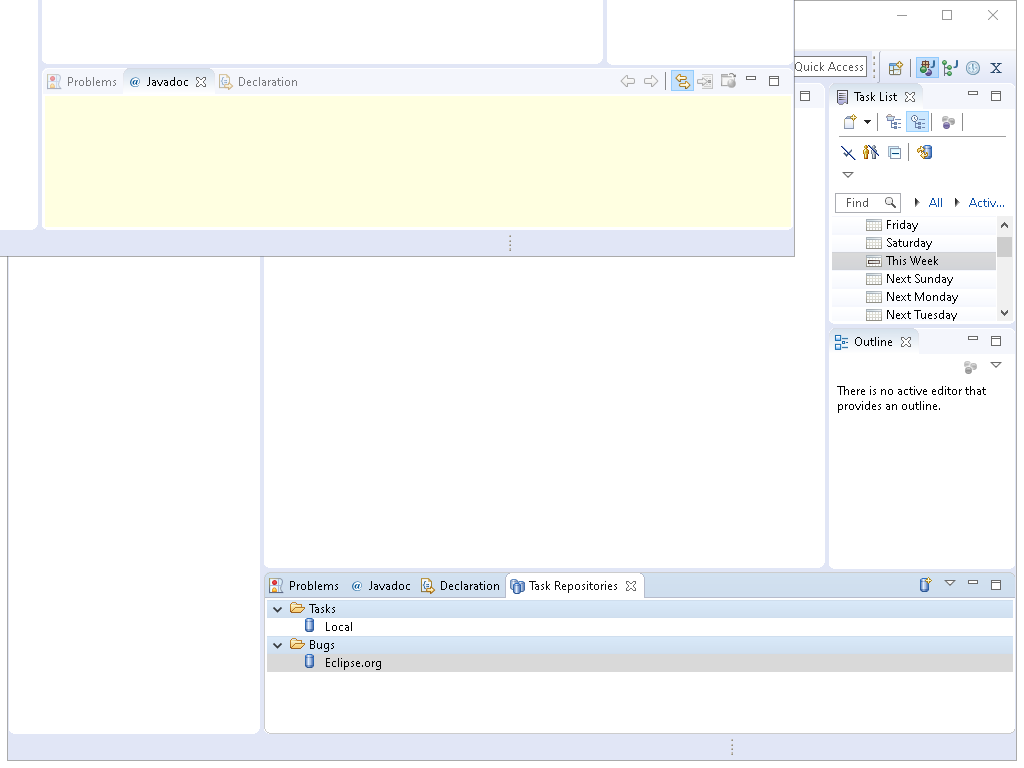 Quick Access
Problems @ Javadoc Declaration
Task List
Find All Activ...
Friday
Saturday
This Week
Next Sunday
Next Monday
Next Tuesday
Outline
There is no active editor that
provides an outline.
Problems @ Javadoc Declaration Task Repositories
Tasks
Local
Bugs
Eclipse.org